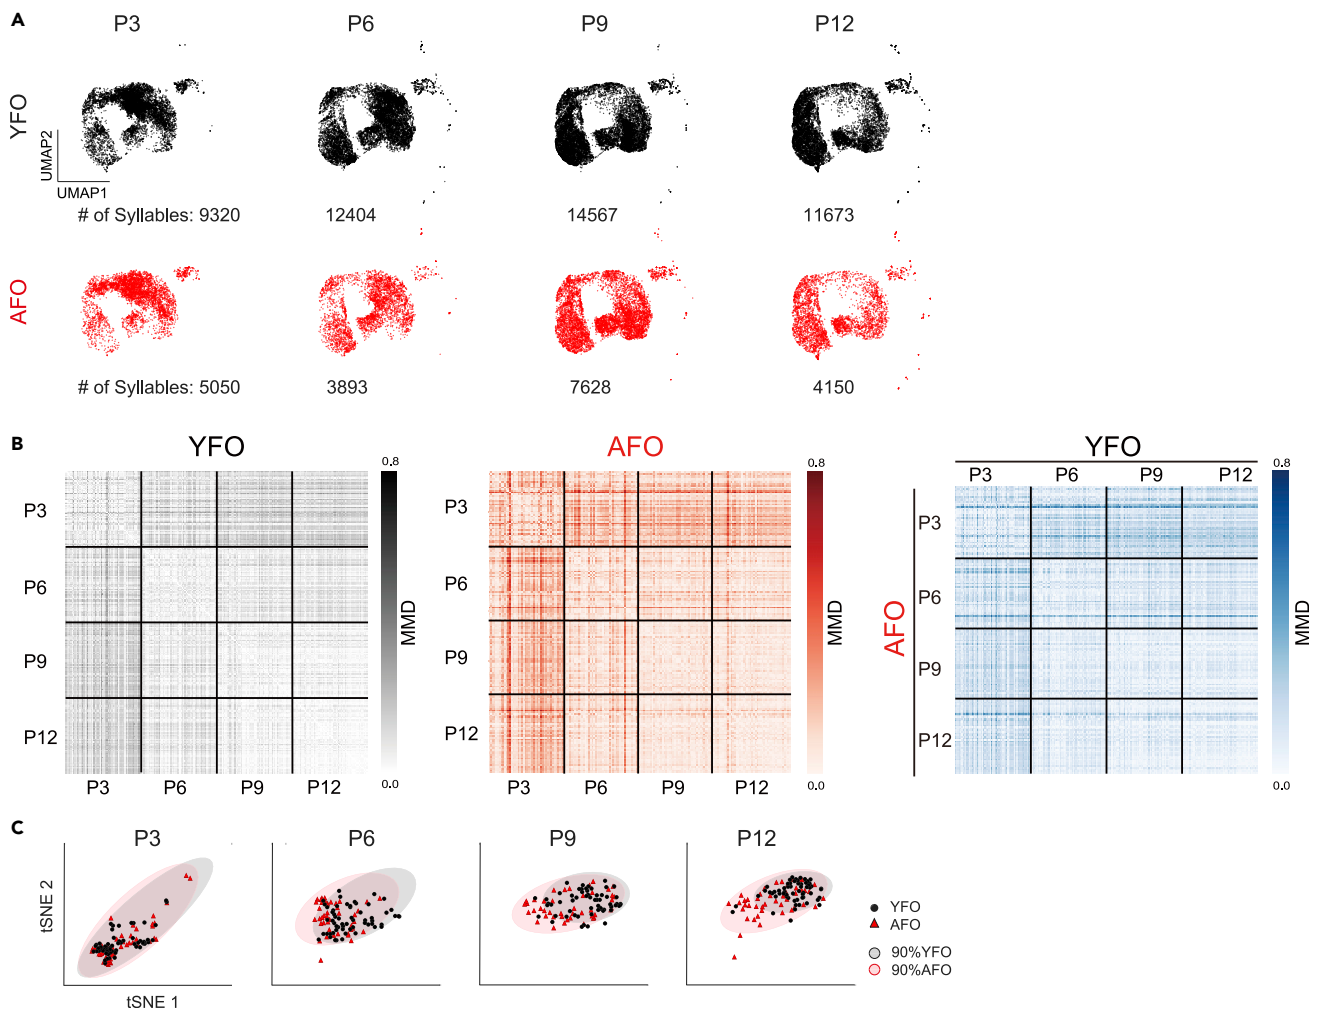 A
P3 P6 P9 P12
YFO
UMAP2
UMAP1
# of Syllables: 9320 12404 14567 11673
AFO
# of Syllables: 5050 3893 7628 4150
B
YFO
P3
P6
P9
P12
P3 P6 P9 P12
0.8
MMD
0.0
AFO
P3
P6
P9
P12
P3 P6 P9 P12
0.8
MMD
0.0
YFO
P3 P6 P9 P12
AFO
P3
P6
P9
P12
0.8
MMD
0.0
C
P3 P6 P9 P12
tSNE 2
tSNE 1
YFO
AFO
90%YFO
90%AFO